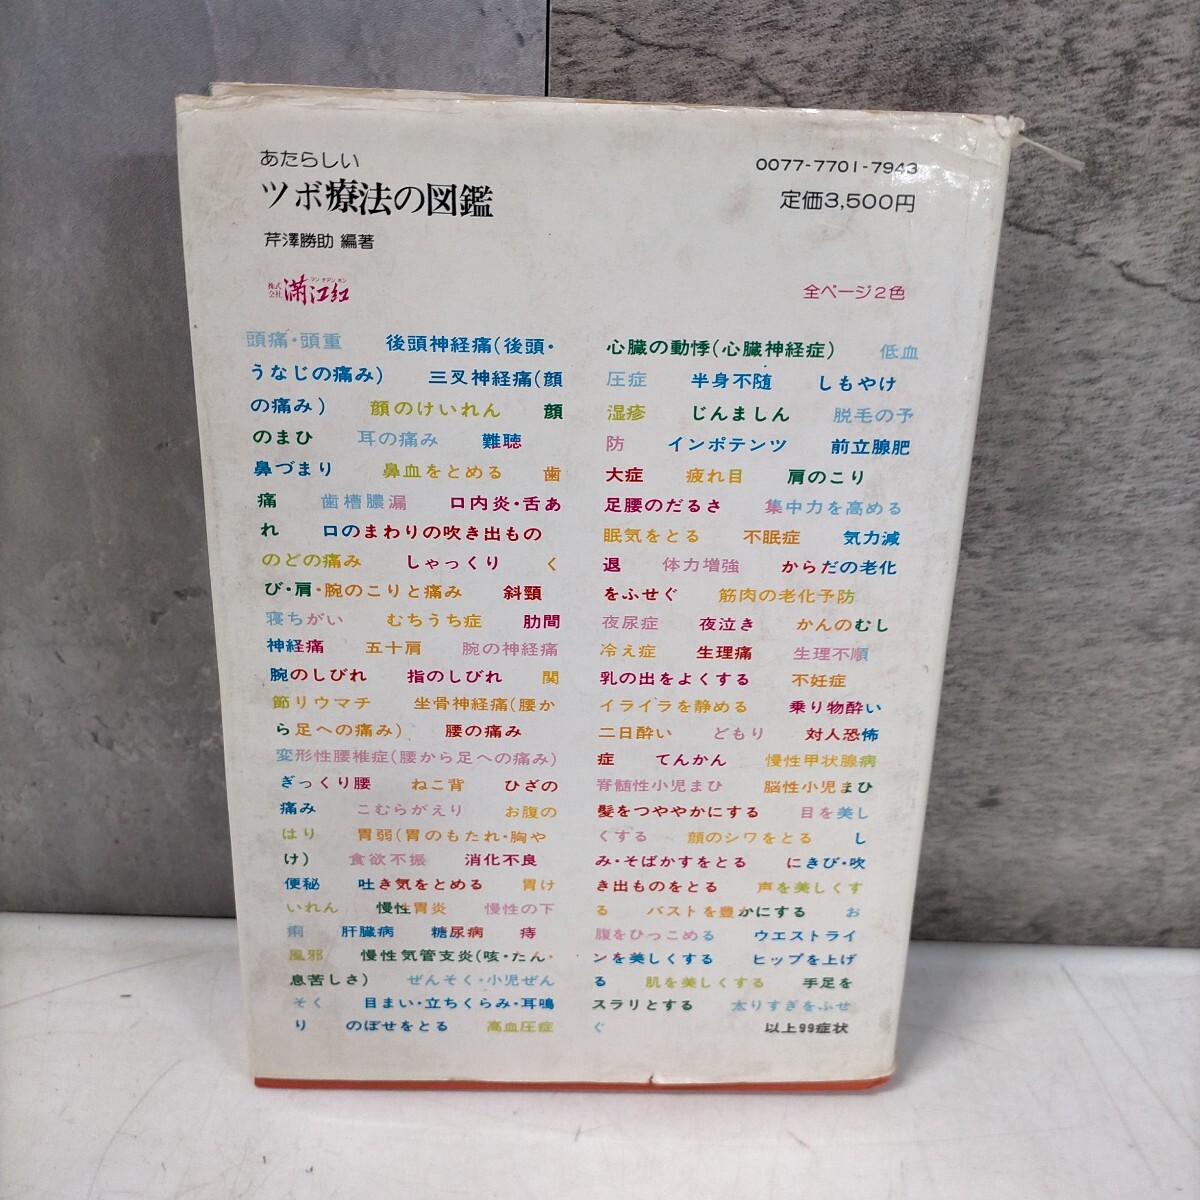 あたらしい
ツボ療法の図鑑
芹澤勝助 編著
0077-7701-7943
定価3,500円
マンヂアンホン
株式会社 満江紅
全ページ2色
頭痛・頭重 後頭神経痛(後頭・
うなじの痛み) 三叉神経痛(顔
の痛み) 顔のけいれん 顔
のまひ 耳の痛み 難聴
鼻づまり 鼻血をとめる 歯
痛 歯槽膿漏 口内炎・舌あ
れ 口のまわりの吹き出もの
のどの痛み しゃっくり く
び・肩・腕のこりと痛み 斜頸
寝ちがい むちうち症 肋間
神経痛 五十肩 腕の神経痛
腕のしびれ 指のしびれ 関
節リウマチ 坐骨神経痛(腰か
ら足への痛み) 腰の痛み
変形性腰椎症(腰から足への痛み)
ぎっくり腰 ねこ背 ひざの
痛み こむらがえり お腹の
はり 胃弱(胃のもたれ・胸や
け) 食欲不振 消化不良
便秘 吐き気をとめる 胃け
いれん 慢性胃炎 慢性の下
痢 肝臓病 糖尿病 痔
風邪 慢性気管支炎(咳・たん・
息苦しさ) ぜんそく・小児ぜん
そく 目まい・立ちくらみ・耳鳴
り のぼせをとる 高血圧症
心臓の動悸(心臓神経症) 低血
圧症 半身不随 しもやけ
湿疹 じんましん 脱毛の予
防 インポテンツ 前立腺肥
大症 疲れ目 肩のこり
足腰のだるさ 集中力を高める
眠気をとる 不眠症 気力減
退 体力増強 からだの老化
をふせぐ 筋肉の老化予防
夜尿症 夜泣き かんのむし
冷え症 生理痛 生理不順
乳の出をよくする 不妊症
イライラを静める 乗り物酔い
二日酔い どもり 対人恐怖
症 てんかん 慢性甲状腺病
脊髄性小児まひ 脳性小児まひ
髪をつややかにする 目を美し
くする 顔のシワをとる し
み・そばかすをとる にきび・吹
き出ものをとる 声を美しくす
る バストを豊かにする お
腹をひっこめる ウエストライ
ンを美しくする ヒップを上げ
る 肌を美しくする 手足を
スラリとする 太りすぎをふせ
ぐ 以上99症状